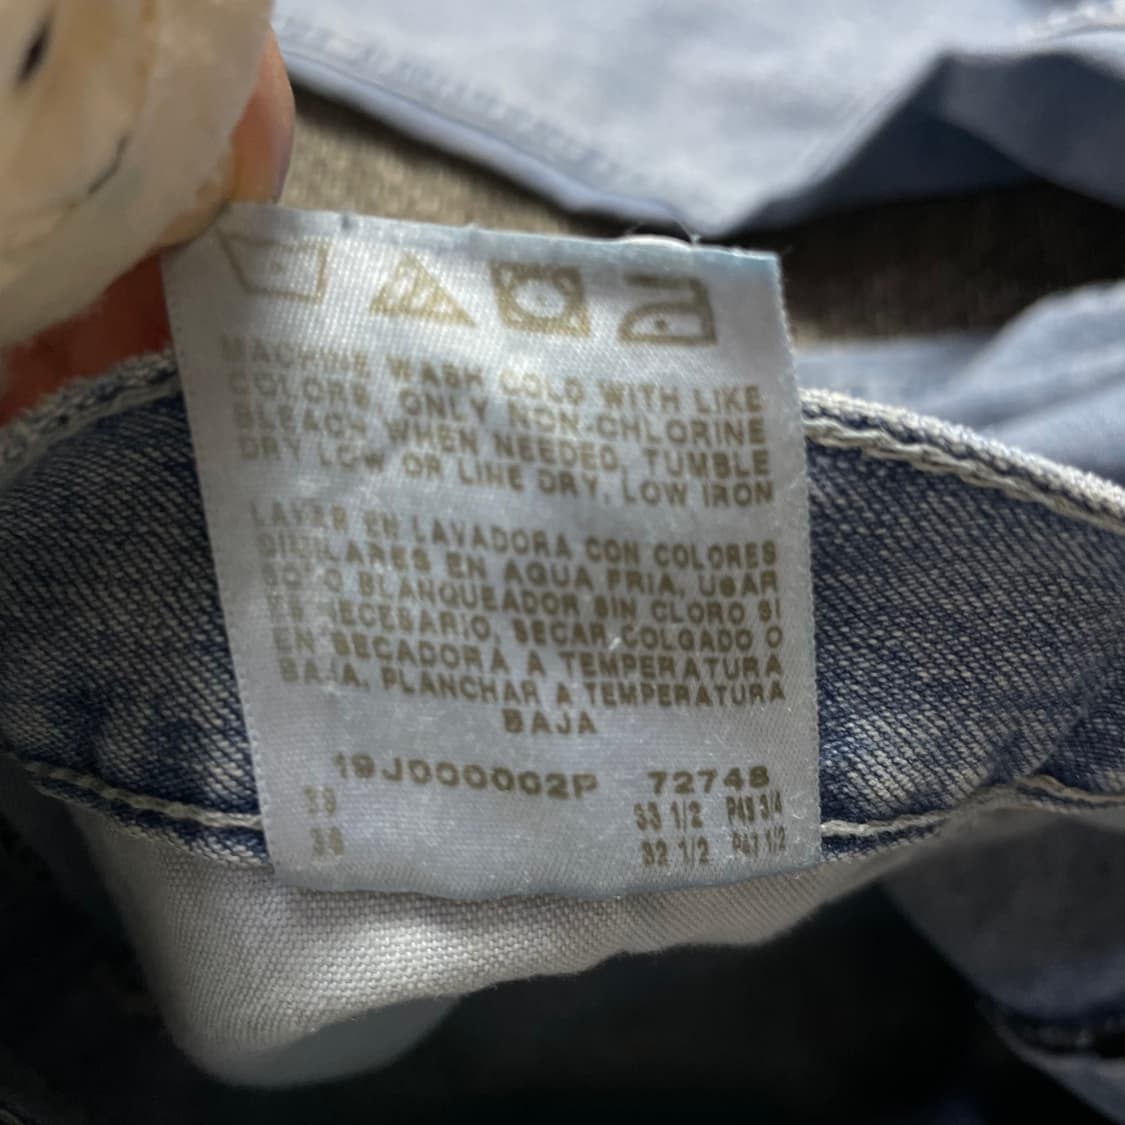 MACHINE WASH COLD WITH LIKE
COLORS, ONLY NON-CHLORINE
BLEACH WHEN NEEDED, TUMBLE
DRY LOW OR LINE DRY, LOW IRON
LAVAR EN LAVADORA CON COLORES
SIMILARES EN AGUA FRIA, USAR
SOLO BLANQUEADOR SIN CLORO SI
ES NECESARIO, SECAR COLGADO O
EN SECADORA A TEMPERATURA
BAJA, PLANCHAR A TEMPERATURA
BAJA
19J000002P 72748
33 1/2
32 1/2